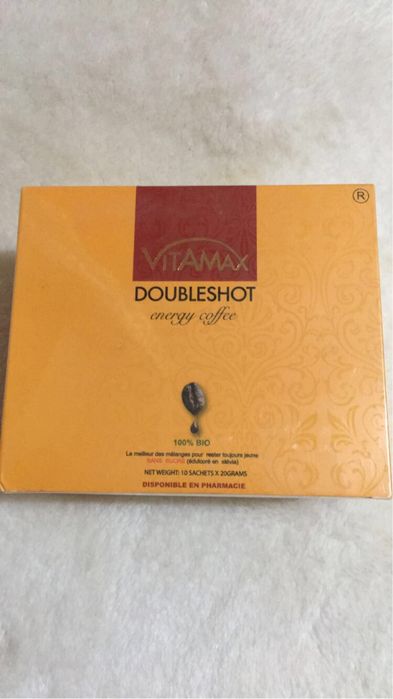 ®
VITAMAX
DOUBLESHOT
energy coffee
100% BIO
Le meilleur des mélanges pour rester toujours jeune
SANS SUCRE (édulcoré en stévia)
NET WEIGHT: 10 SACHETS X 20GRAMS
DISPONIBLE EN PHARMACIE